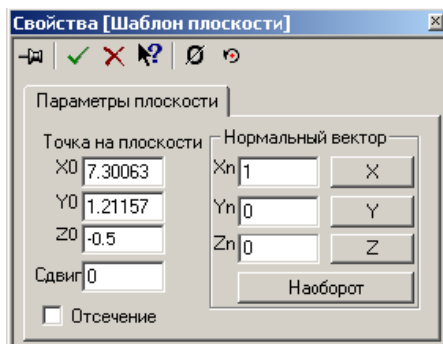 Свойства [Шаблон плоскости]
Параметры плоскости
Точка на плоскости
X0 7.30063
Y0 1.21157
Z0 -0.5
Сдвиг 0
Отсечение
Нормальный вектор
Xn 1 X
Yn 0 Y
Zn 0 Z
Наоборот